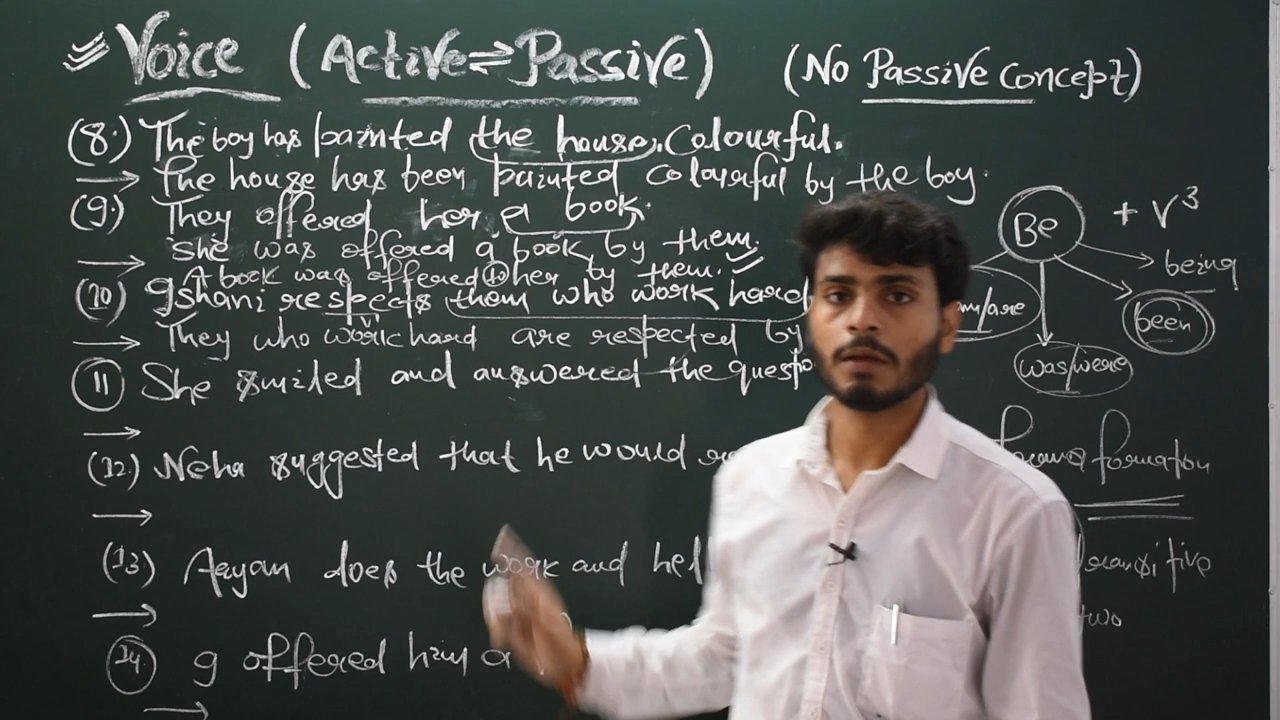 Voice (Active ⇌ Passive) (No Passive Concept)
(8.) The boy has painted the house colourful.
→ The house has been painted colourful by the boy.
(9.) They offered her a book.
→ She was offered a book by them.
A book was offered to her by them.
(10) Ishani respects them who work hard
→ They who work hard are respected by
(11) She smiled and answered the
→
(12) Neha suggested that he would
→
(13) Aayan does the work and
→
(14.) I offered him a
→
Be + V³
being
been
was/were
/are
formation
two